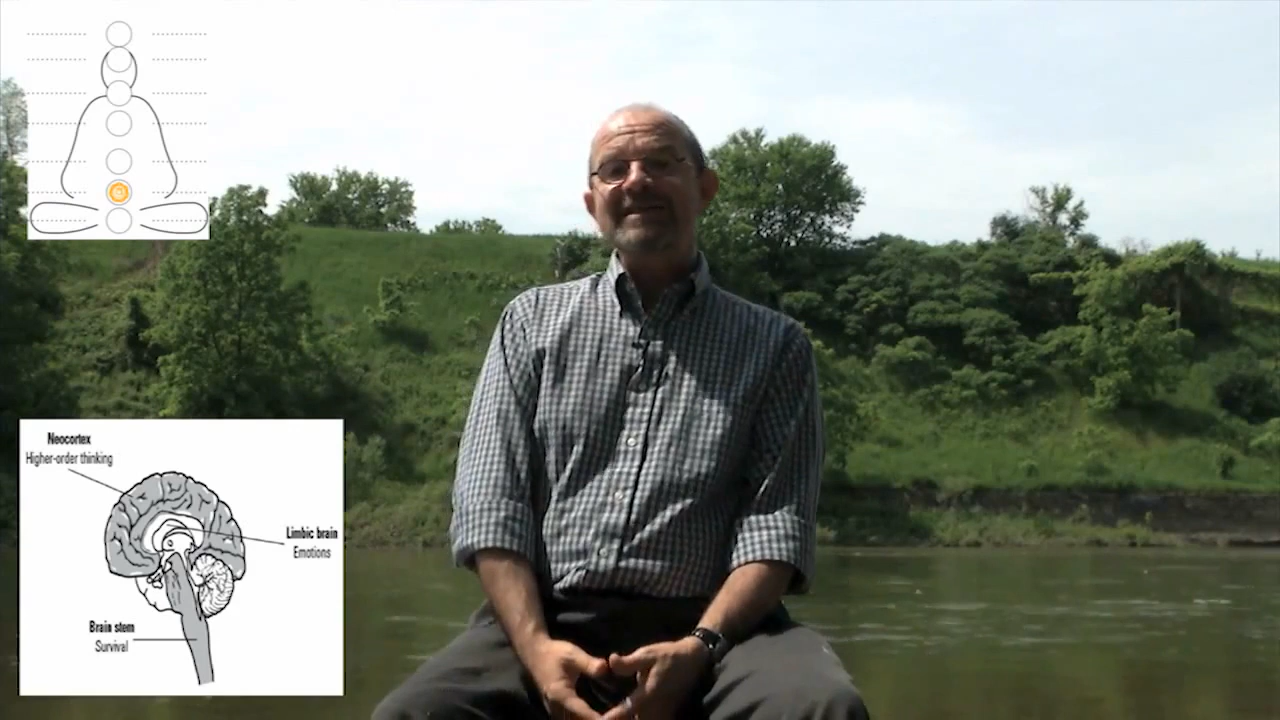 Neocortex
Higher-order thinking
Limbic brain
Emotions
Brain stem
Survival